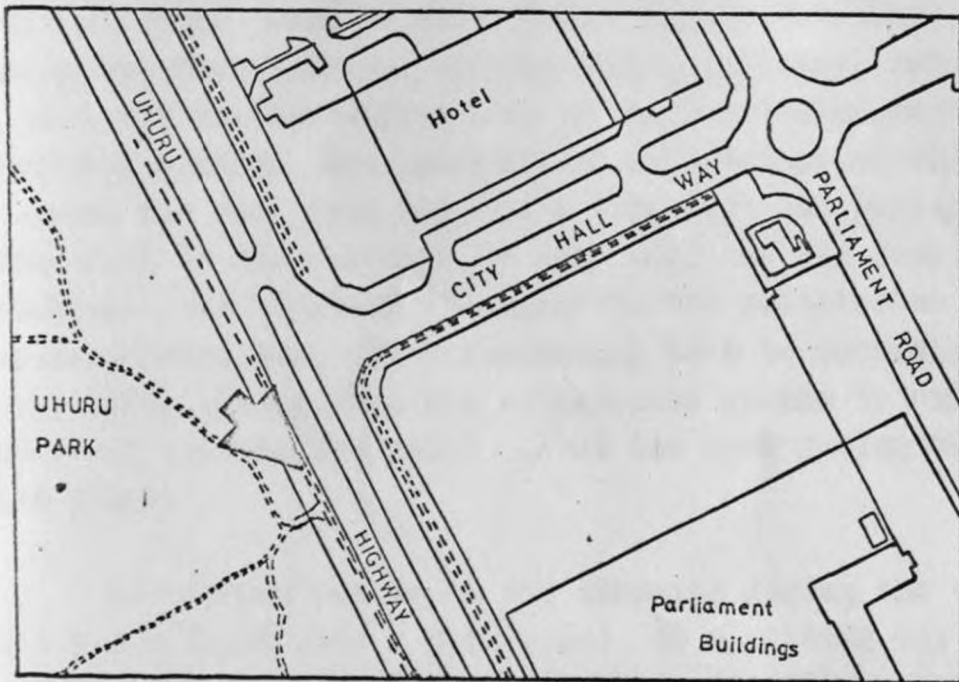 UHURU
HIGHWAY
Hotel
CITY HALL WAY
PARLIAMENT ROAD
UHURU
PARK
Parliament
Buildings